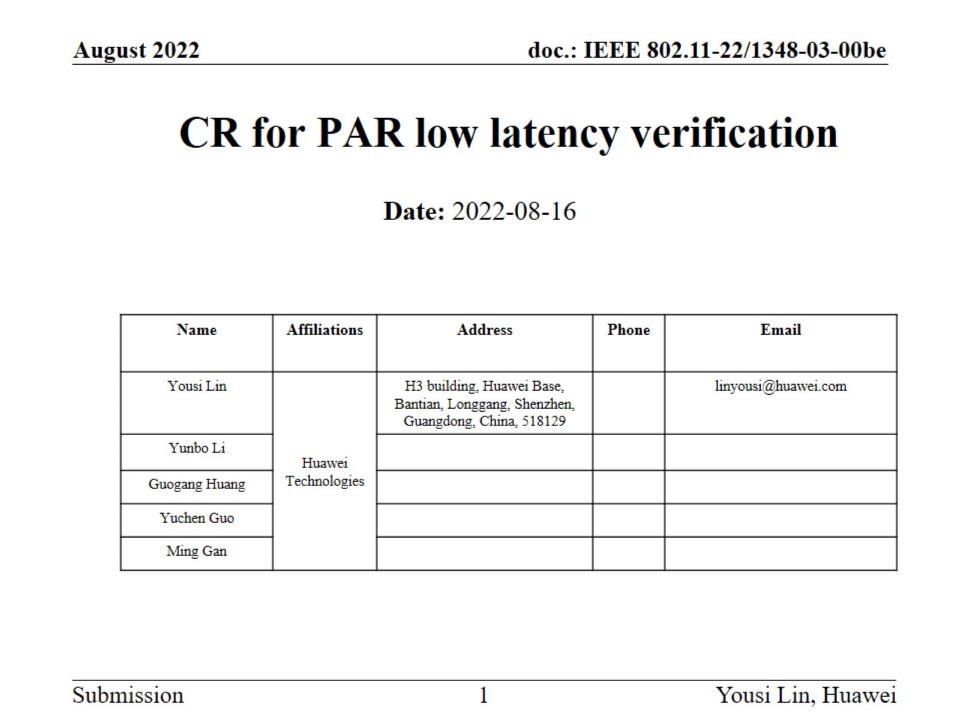 August 2022 doc.: IEEE 802.11-22/1348-03-00be
CR for PAR low latency verification
Date: 2022-08-16
Name Affiliations Address Phone Email
Yousi Lin H3 building, Huawei Base, linyousi@huawei.com
Bantian, Longgang, Shenzhen,
Guangdong, China, 518129
Yunbo Li
Huawei
Technologies
Guogang Huang
Yuchen Guo
Ming Gan
Submission 1 Yousi Lin, Huawei